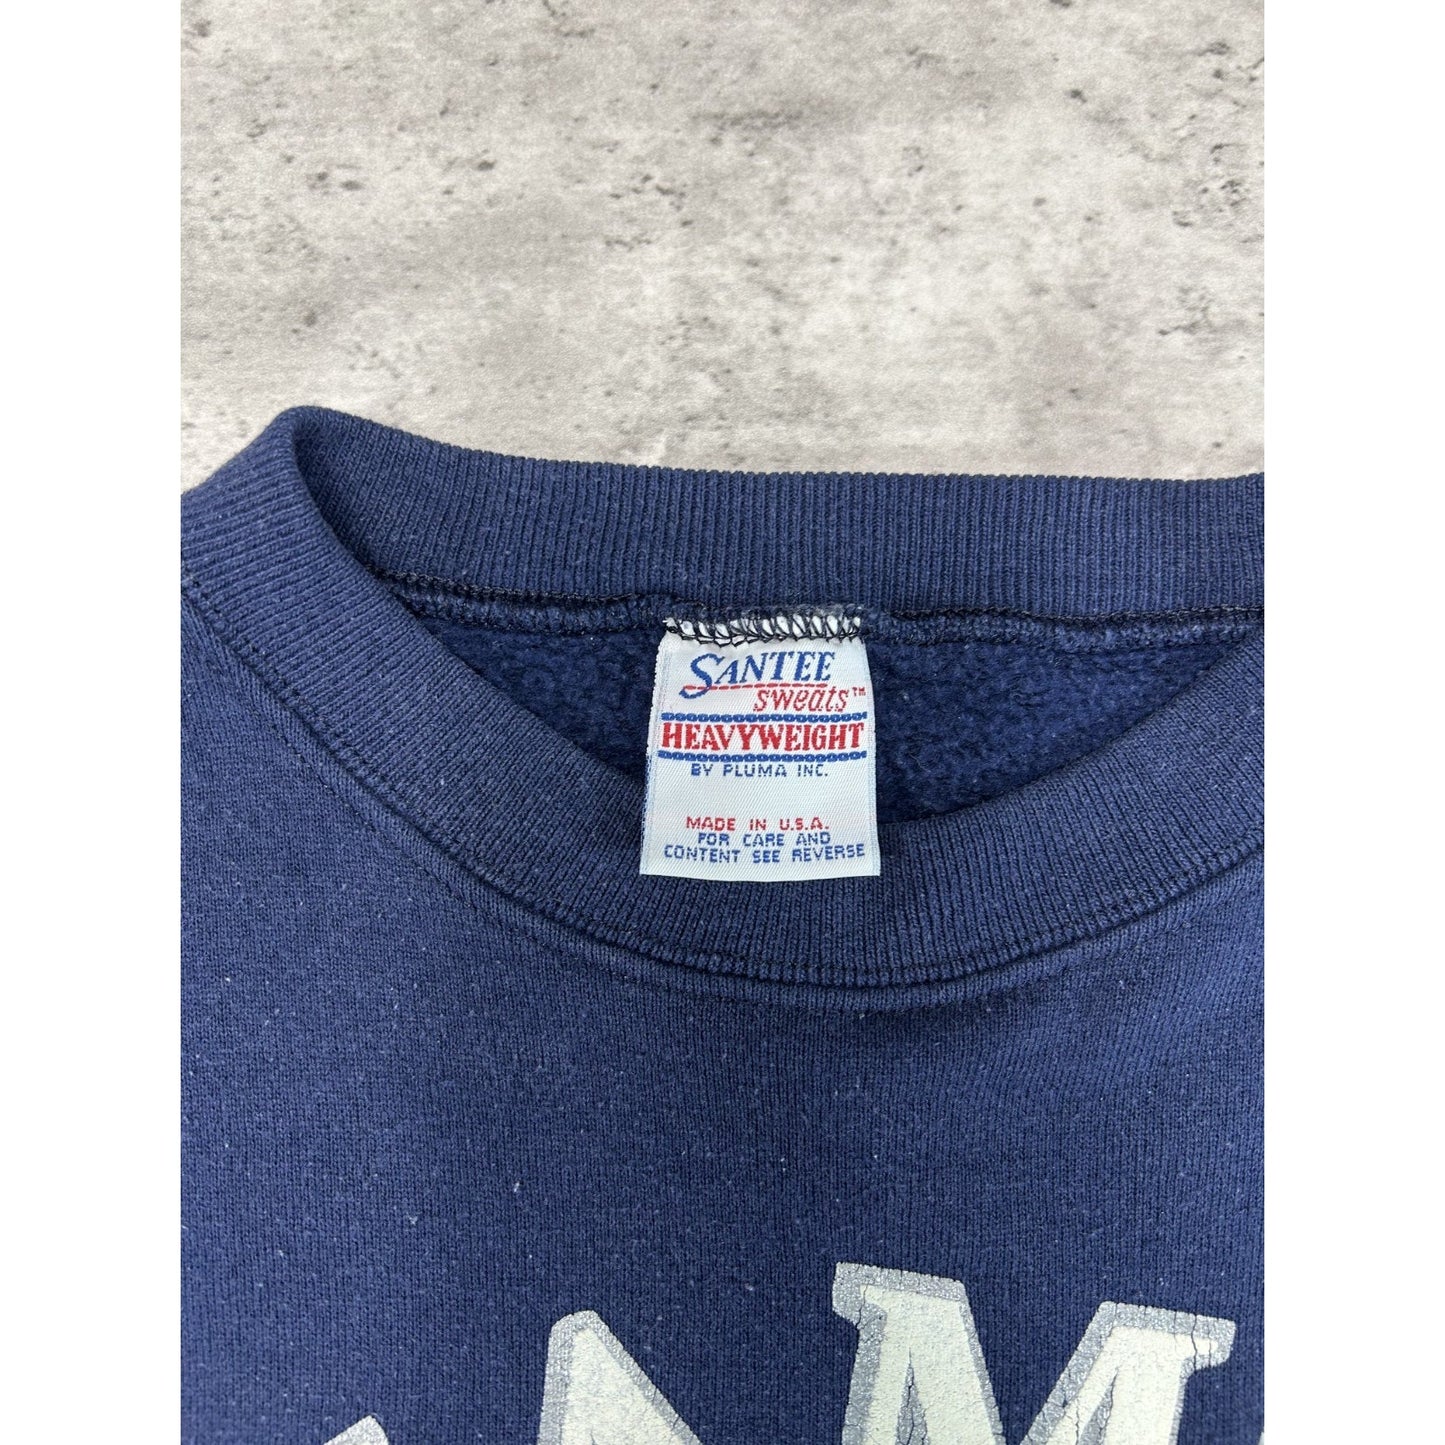 SANTEE
sweats™
HEAVYWEIGHT
BY PLUMA INC.
MADE IN U.S.A.
FOR CARE AND
CONTENT SEE REVERSE